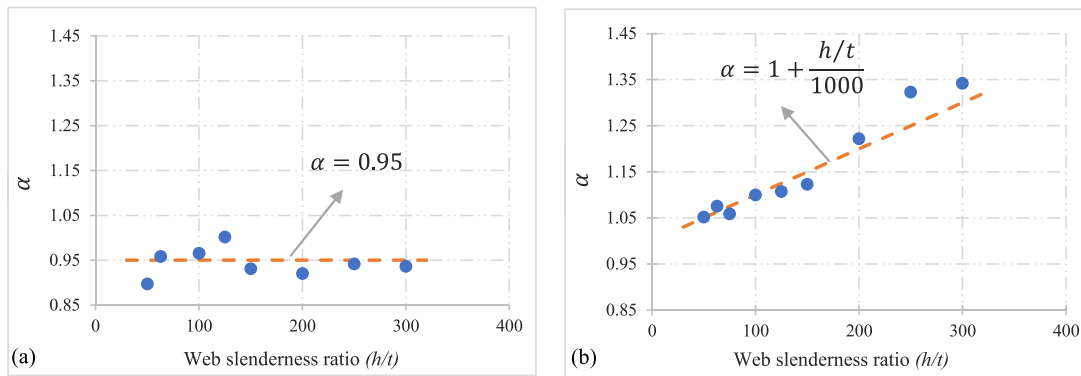 1.45
1.35
1.25
1.15
1.05
0.95
0.85
α
α = 0.95
0 100 200 300 400
Web slenderness ratio (h/t)
(a)
1.45
1.35
1.25
1.15
1.05
0.95
0.85
α
α = 1 + h/t
1000
0 100 200 300 400
Web slenderness ratio (h/t)
(b)